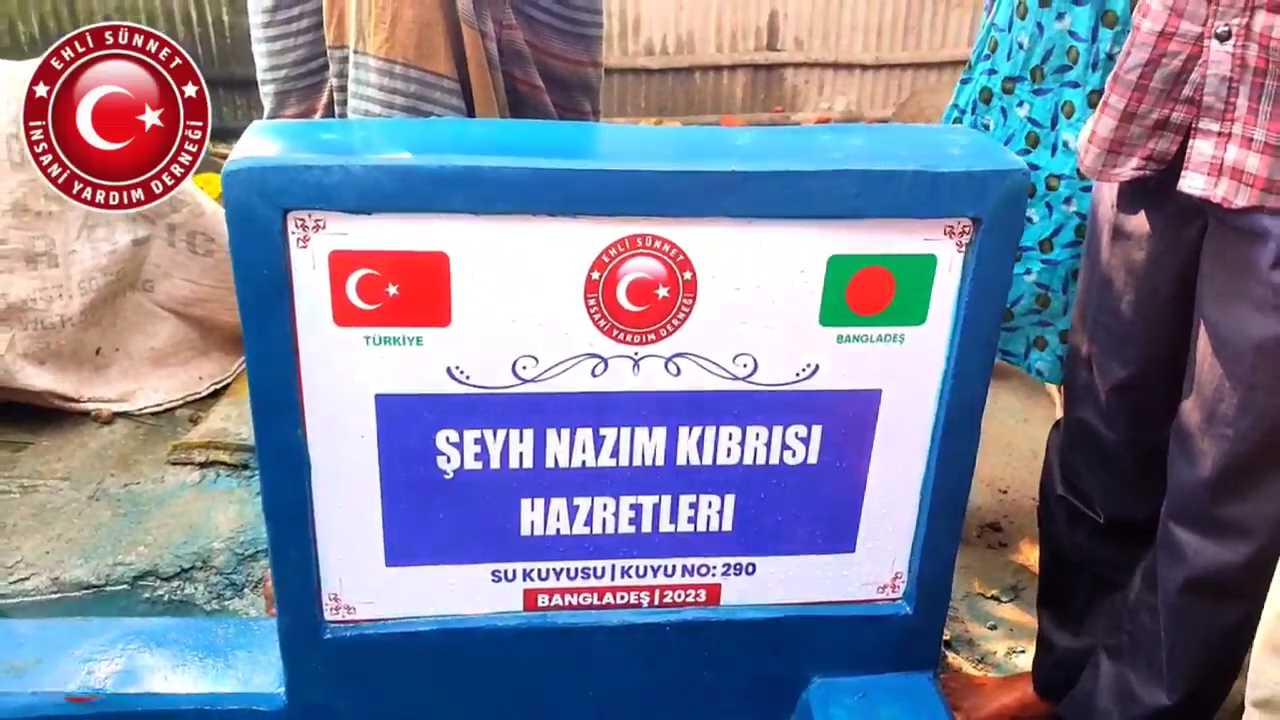 EHLİ SÜNNET
İNSANİ YARDIM DERNEĞİ
EHLİ SÜNNET
İNSANİ YARDIM DERNEĞİ
TÜRKİYE
BANGLADEŞ
ŞEYH NAZIM KIBRISI
HAZRETLERI
SU KUYUSU | KUYU NO: 290
BANGLADEŞ | 2023